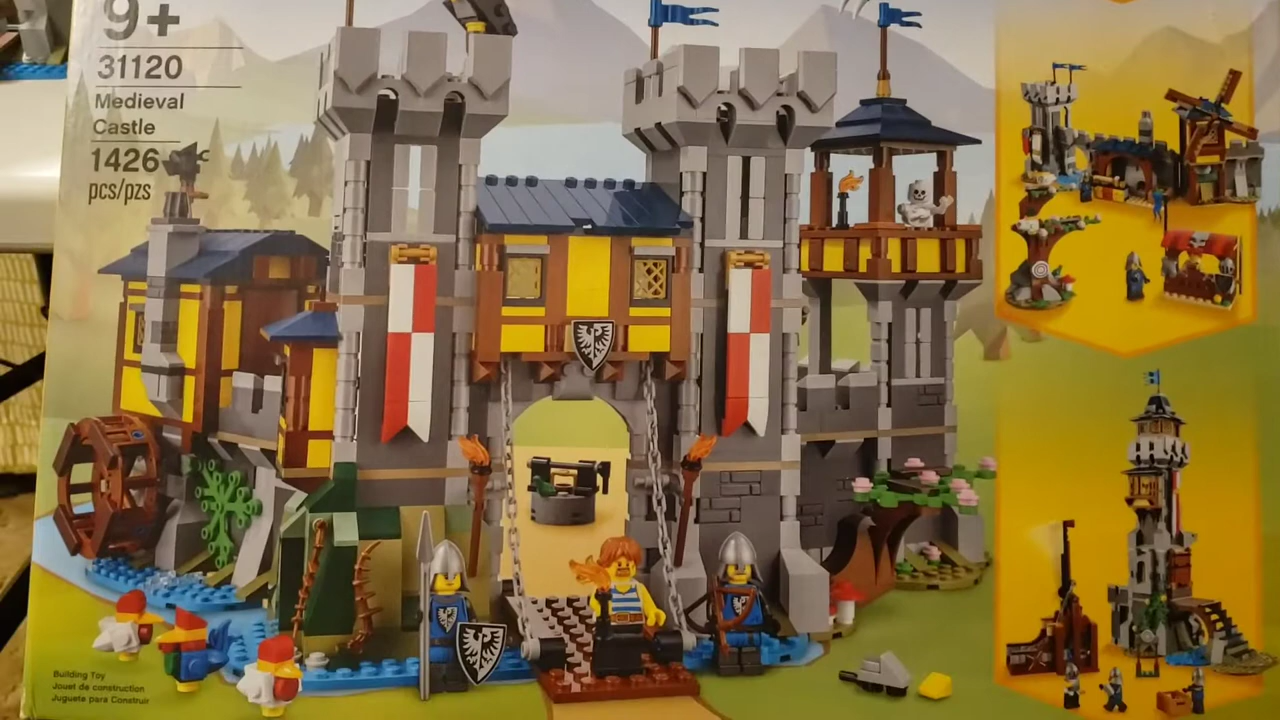 9+
31120
Medieval
Castle
1426
pcs/pzs
Building Toy
Jouet de construction
Juguete para Construir